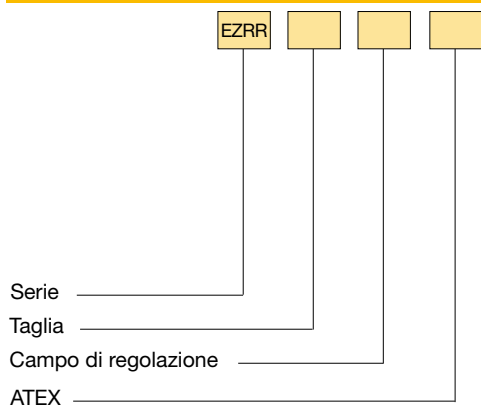 EZRR
Serie
Taglia
Campo di regolazione
ATEX